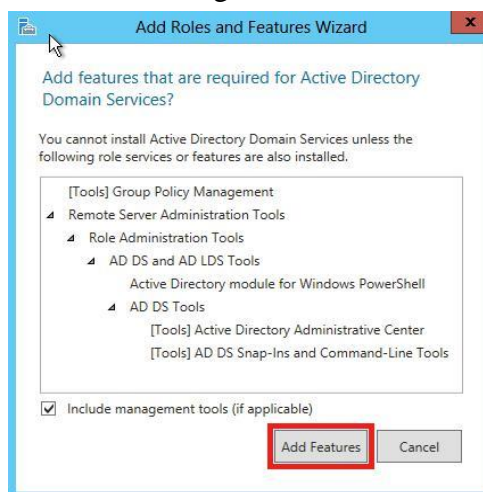 Add Roles and Features Wizard
x
Add features that are required for Active Directory
Domain Services?
You cannot install Active Directory Domain Services unless the
following role services or features are also installed.
[Tools] Group Policy Management
Remote Server Administration Tools
Role Administration Tools
AD DS and AD LDS Tools
Active Directory module for Windows PowerShell
AD DS Tools
[Tools] Active Directory Administrative Center
[Tools] AD DS Snap-Ins and Command-Line Tools
Include management tools (if applicable)
Add Features Cancel